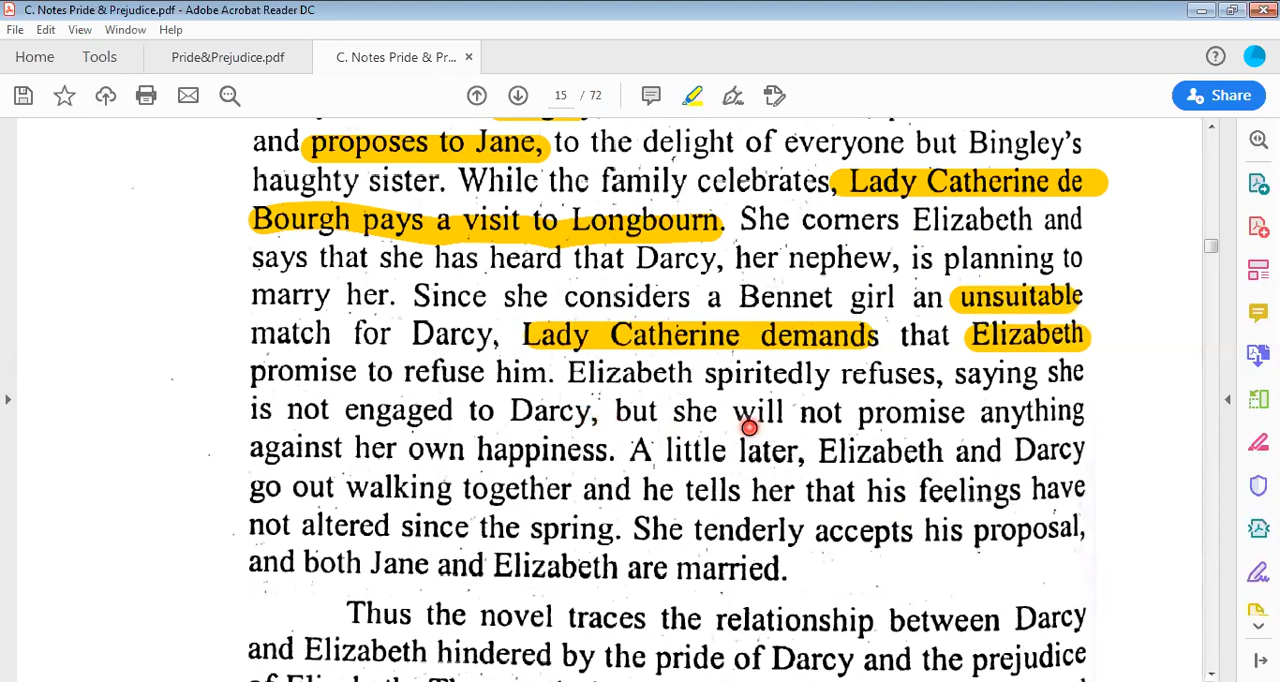 C. Notes Pride & Prejudice.pdf - Adobe Acrobat Reader DC
File Edit View Window Help
Home Tools Pride&Prejudice.pdf C. Notes Pride & Pr... ×
15 / 72 Share
and proposes to Jane, to the delight of everyone but Bingley's
haughty sister. While the family celebrates, Lady Catherine de
Bourgh pays a visit to Longbourn. She corners Elizabeth and
says that she has heard that Darcy, her nephew, is planning to
marry her. Since she considers a Bennet girl an unsuitable
match for Darcy, Lady Catherine demands that Elizabeth
promise to refuse him. Elizabeth spiritedly refuses, saying she
is not engaged to Darcy, but she will not promise anything
against her own happiness. A little later, Elizabeth and Darcy
go out walking together and he tells her that his feelings have
not altered since the spring. She tenderly accepts his proposal,
and both Jane and Elizabeth are married.
Thus the novel traces the relationship between Darcy
and Elizabeth hindered by the pride of Darcy and the prejudice